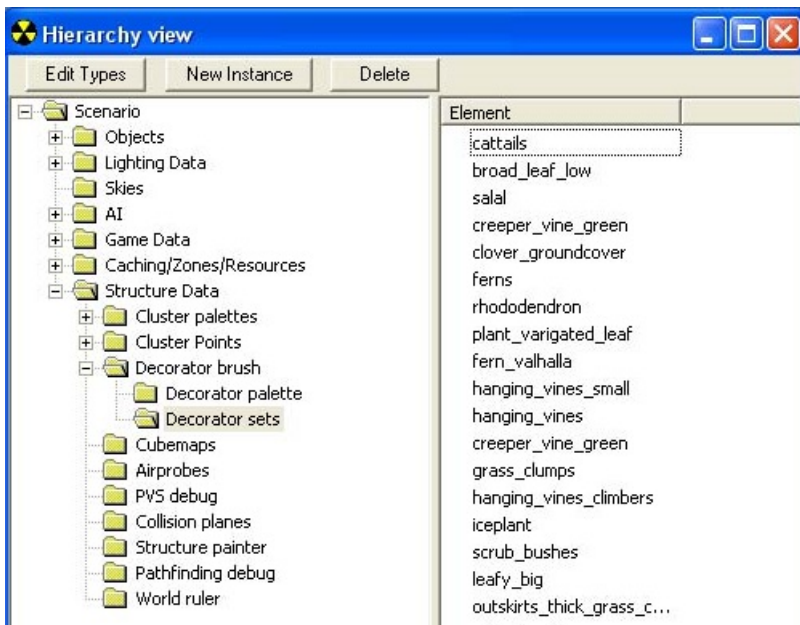 Hierarchy view
Edit Types New Instance Delete
Scenario
Objects
Lighting Data
Skies
AI
Game Data
Caching/Zones/Resources
Structure Data
Cluster palettes
Cluster Points
Decorator brush
Decorator palette
Decorator sets
Cubemaps
Airprobes
PVS debug
Collision planes
Structure painter
Pathfinding debug
World ruler
Element
cattails
broad_leaf_low
salal
creeper_vine_green
clover_groundcover
ferns
rhododendron
plant_varigated_leaf
fern_valhalla
hanging_vines_small
hanging_vines
creeper_vine_green
grass_clumps
hanging_vines_climbers
iceplant
scrub_bushes
leafy_big
outskirts_thick_grass_c...